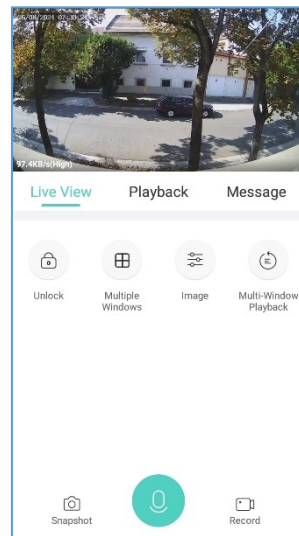 97.4KB/s(High)
Live View
Playback
Message
Unlock
Multiple
Windows
Image
Multi-Window
Playback
Snapshot
Record